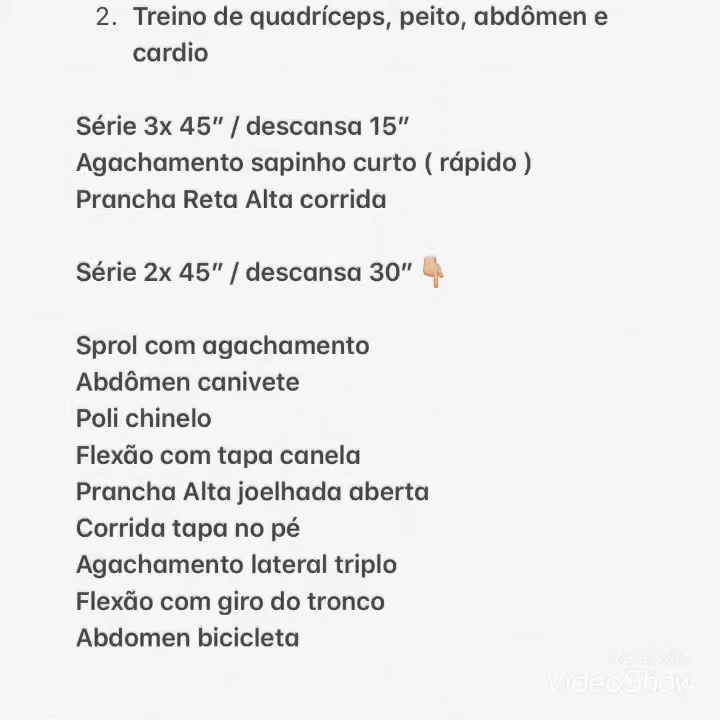 2. Treino de quadríceps, peito, abdômen e
cardio
Série 3x 45” / descansa 15”
Agachamento sapinho curto ( rápido )
Prancha Reta Alta corrida
Série 2x 45” / descansa 30” 👇🏼
Sprol com agachamento
Abdômen canivete
Poli chinelo
Flexão com tapa canela
Prancha Alta joelhada aberta
Corrida tapa no pé
Agachamento lateral triplo
Flexão com giro do tronco
Abdomen bicicleta
Made with
VideoShow